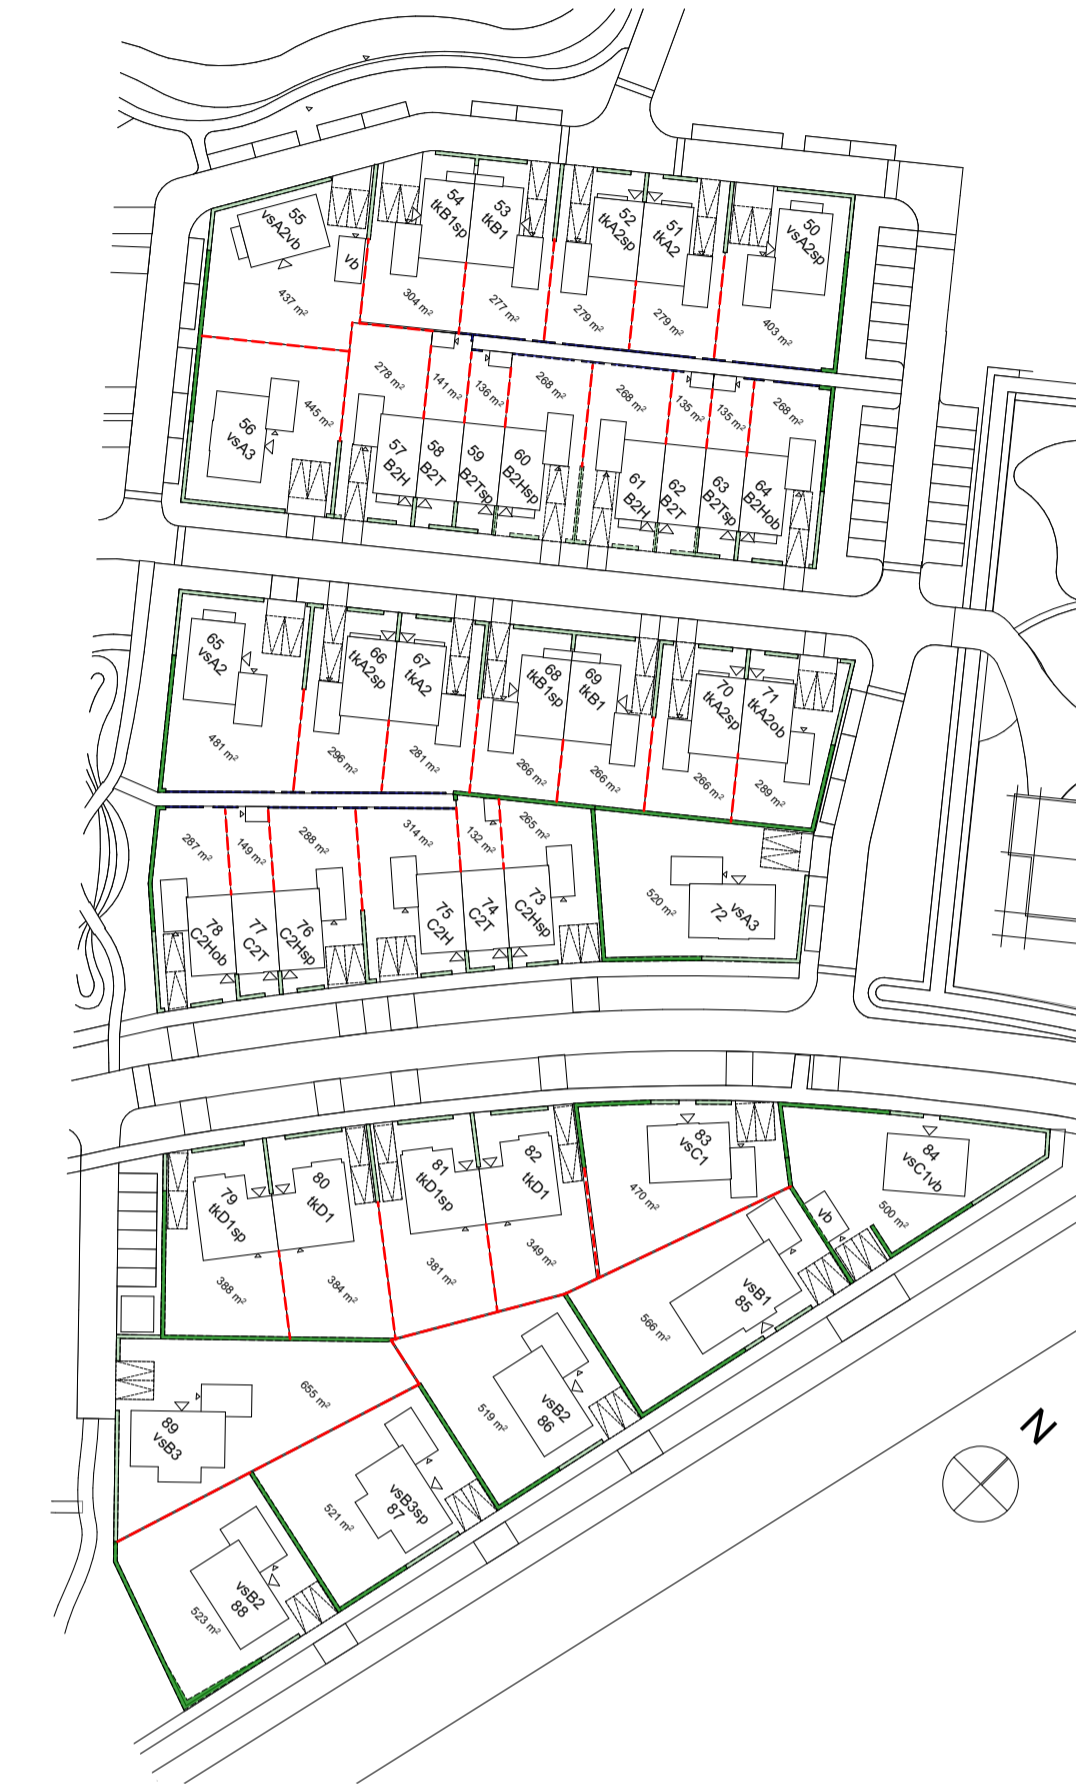 55
vsA2vb
vb
437 m²
54
tkB1sp
304 m²
53
tkB1
277 m²
52
tkA2sp
279 m²
51
tkA2
279 m²
50
vsA2sp
403 m²
56
vsA3
445 m²
278 m²
57
B2H
141 m²
58
B2T
136 m²
59
B2Tsp
268 m²
60
B2Hsp
268 m²
61
B2H
135 m²
62
B2T
135 m²
63
B2Tsp
268 m²
64
B2Hob
65
vsA2
481 m²
66
tkA2sp
296 m²
67
tkA2
281 m²
68
tkB1sp
266 m²
69
tkB1
266 m²
70
tkA2sp
266 m²
71
tkA2ob
289 m²
287 m²
78
C2Hob
149 m²
77
C2T
288 m²
76
C2Hsp
314 m²
75
C2H
132 m²
74
C2T
265 m²
73
C2Hsp
520 m²
72
vsA3
79
tkD1sp
388 m²
80
tkD1
384 m²
81
tkD1sp
381 m²
82
tkD1
349 m²
83
vsC1
470 m²
84
vsC1vb
500 m²
vb
vsB1
85
566 m²
vsB2
86
519 m²
655 m²
89
vsB3
vsB3sp
87
521 m²
vsB2
88
523 m²
N